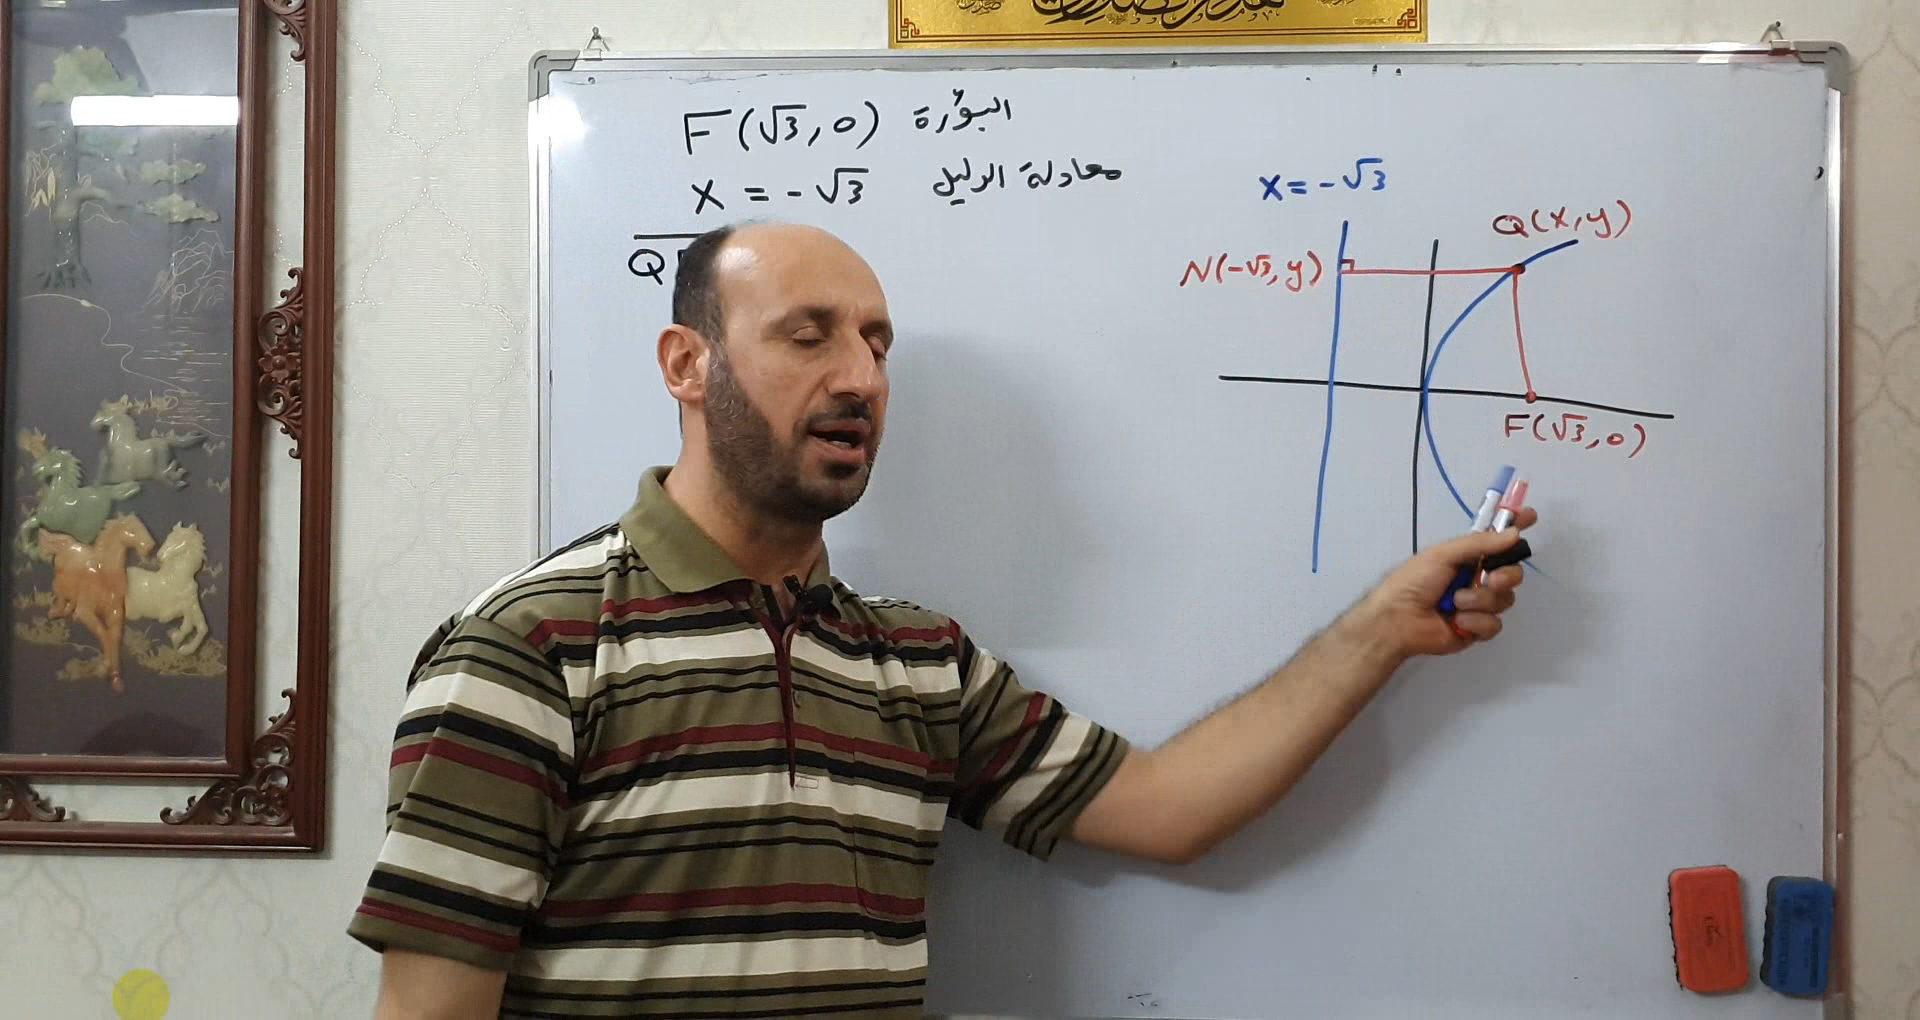 F(√3, 0) البؤرة
x = -√3 معادلة الدليل
Q
x = -√3
Q(x, y)
N(-√3, y)
F(√3, 0)